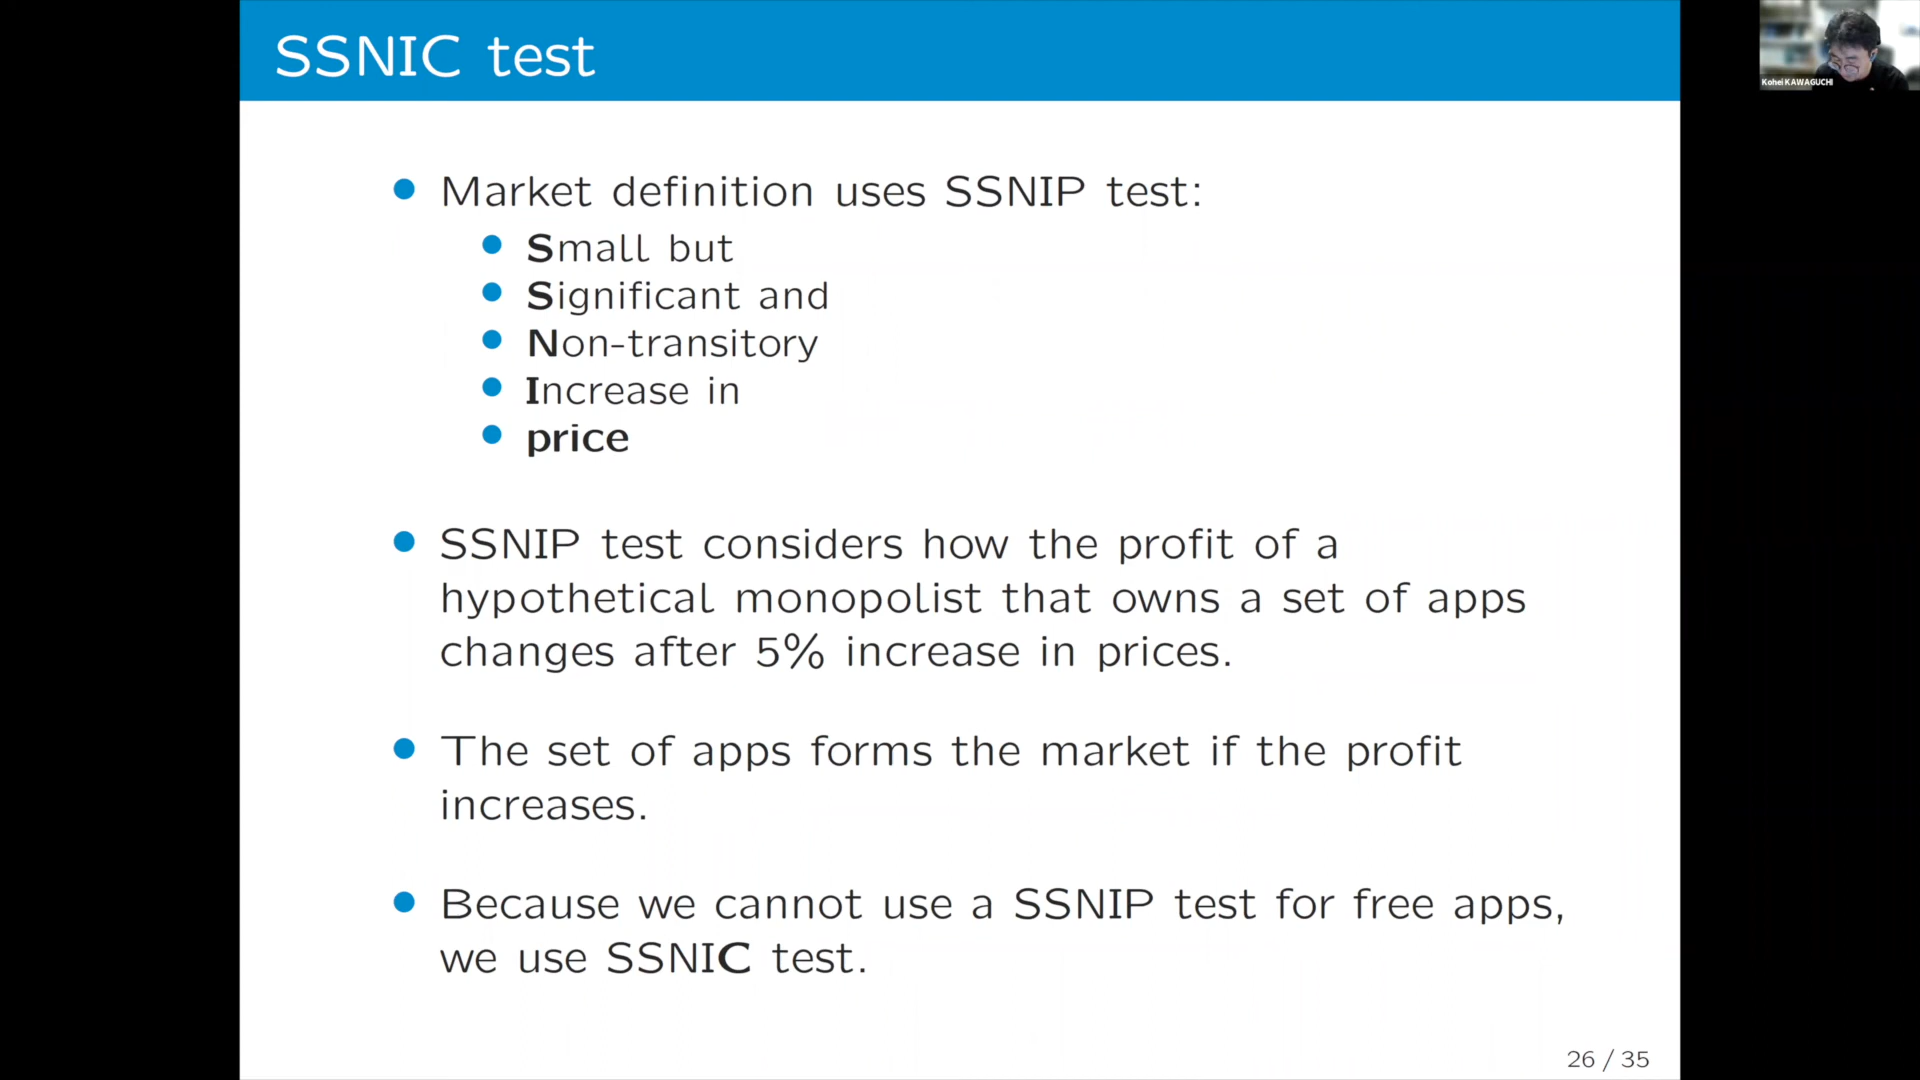 SSNIC test
Kohei KAWAGUCHI
Market definition uses SSNIP test:
Small but
Significant and
Non-transitory
Increase in
price
SSNIP test considers how the profit of a
hypothetical monopolist that owns a set of apps
changes after 5% increase in prices.
The set of apps forms the market if the profit
increases.
Because we cannot use a SSNIP test for free apps,
we use SSNIC test.
26 / 35